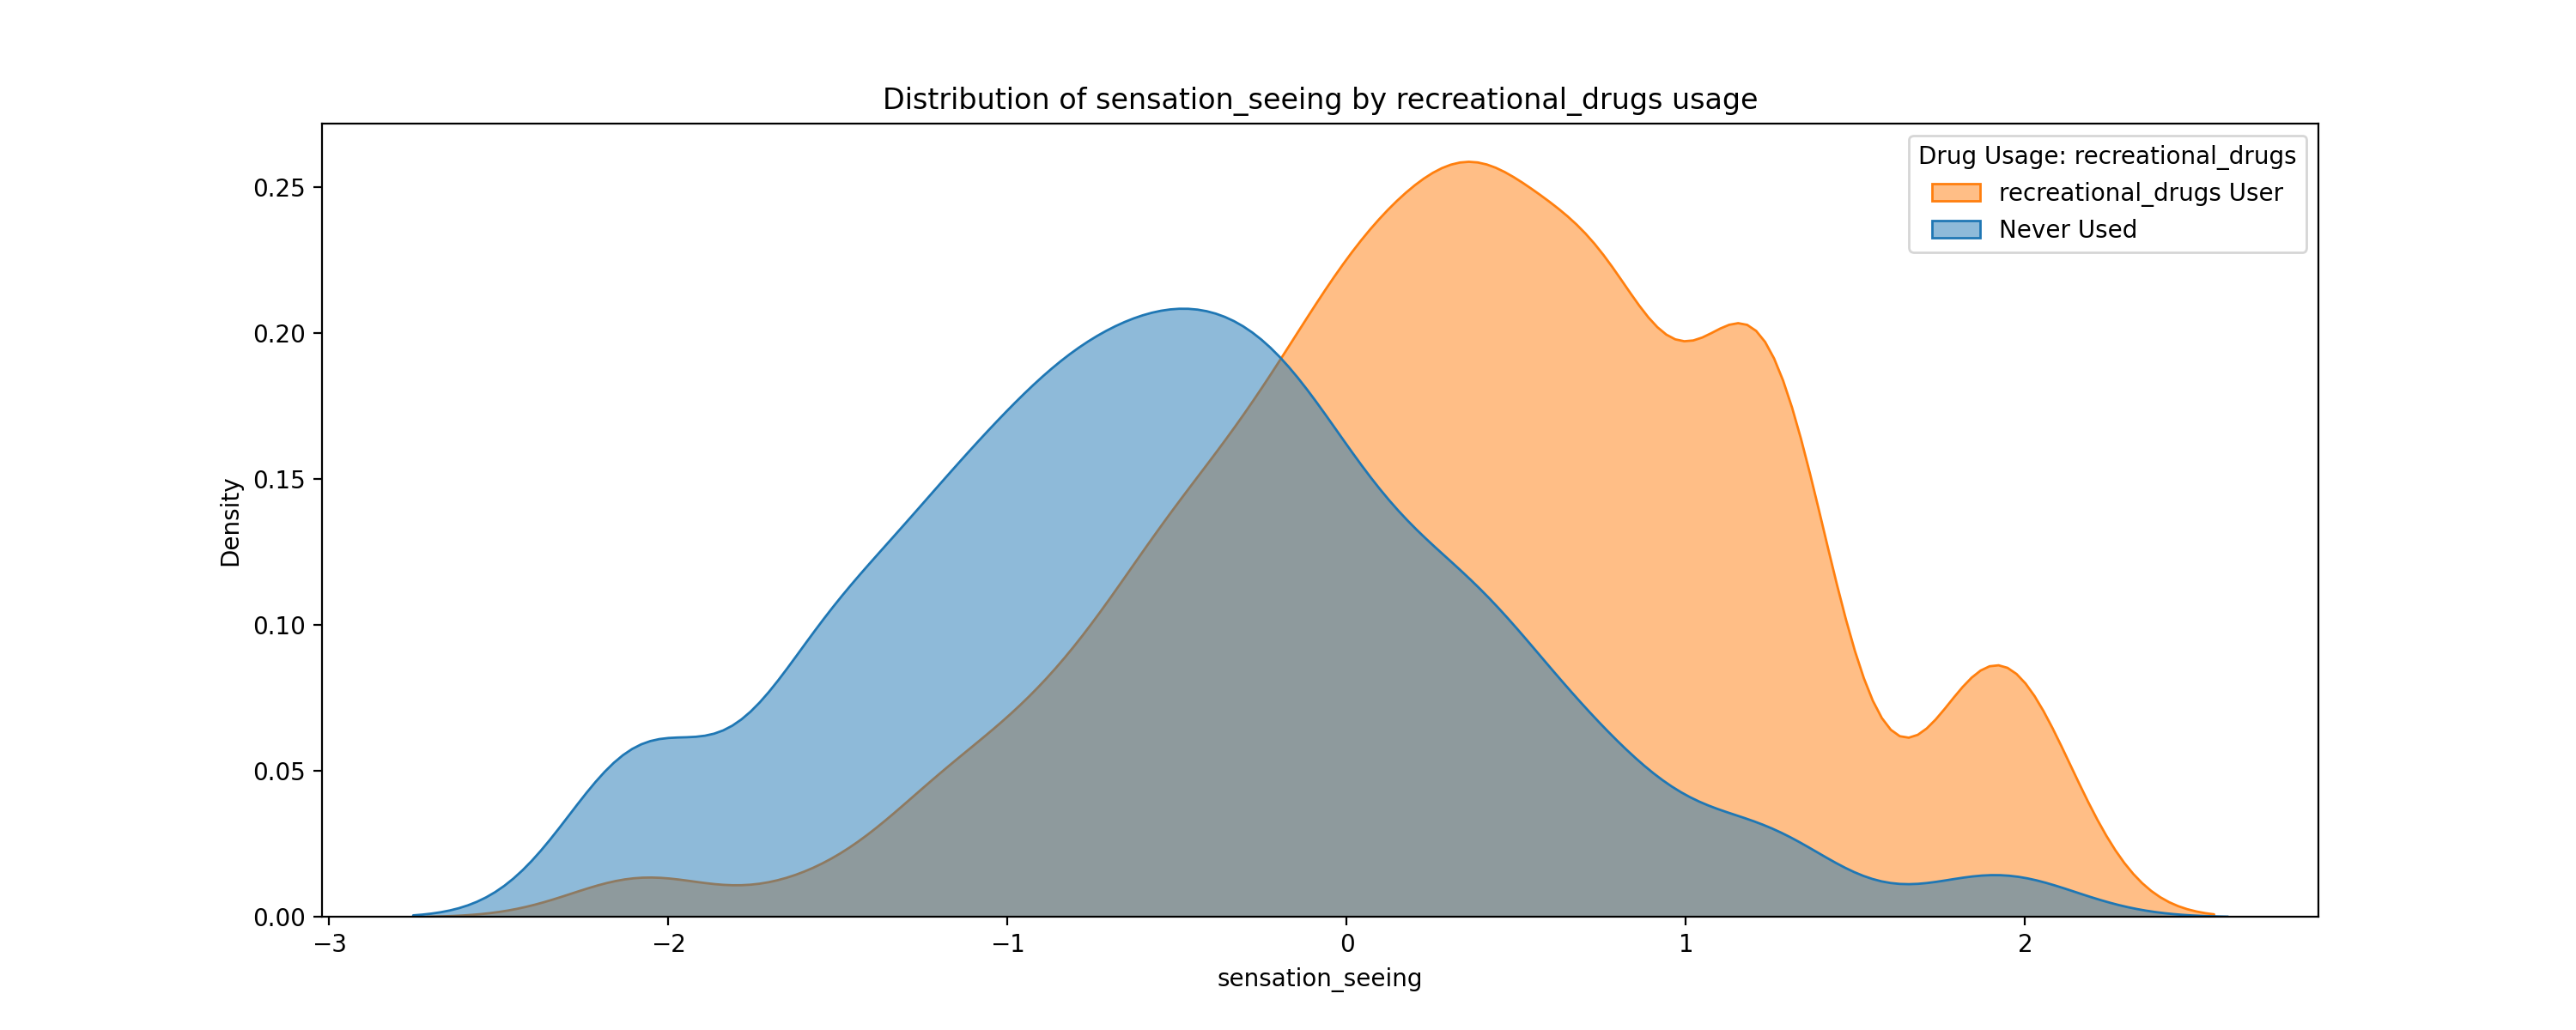 Distribution of sensation_seeing by recreational_drugs usage
Drug Usage: recreational_drugs
recreational_drugs User
Never Used
Density
0.25
0.20
0.15
0.10
0.05
0.00
−3 −2 −1 0 1 2
sensation_seeing